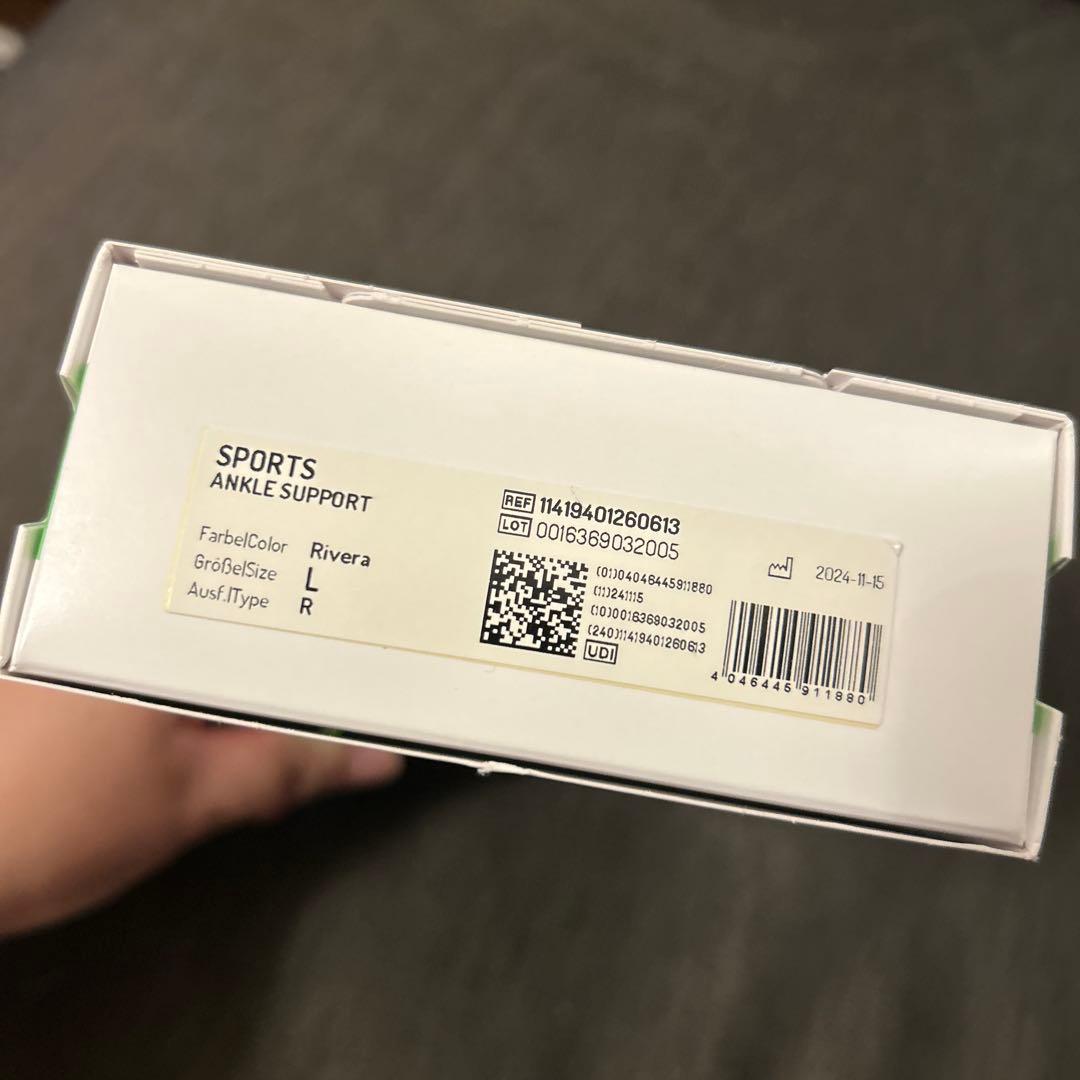 SPORTS
ANKLE SUPPORT
Farbe|Color Rivera
Größe|Size L
Ausf.|Type R
REF 11419401260613
LOT 0016369032005
(01)04046445911880
(11)241115
(10)0016369032005
(240)11419401260613
UDI
2024-11-15
4 046445 911880